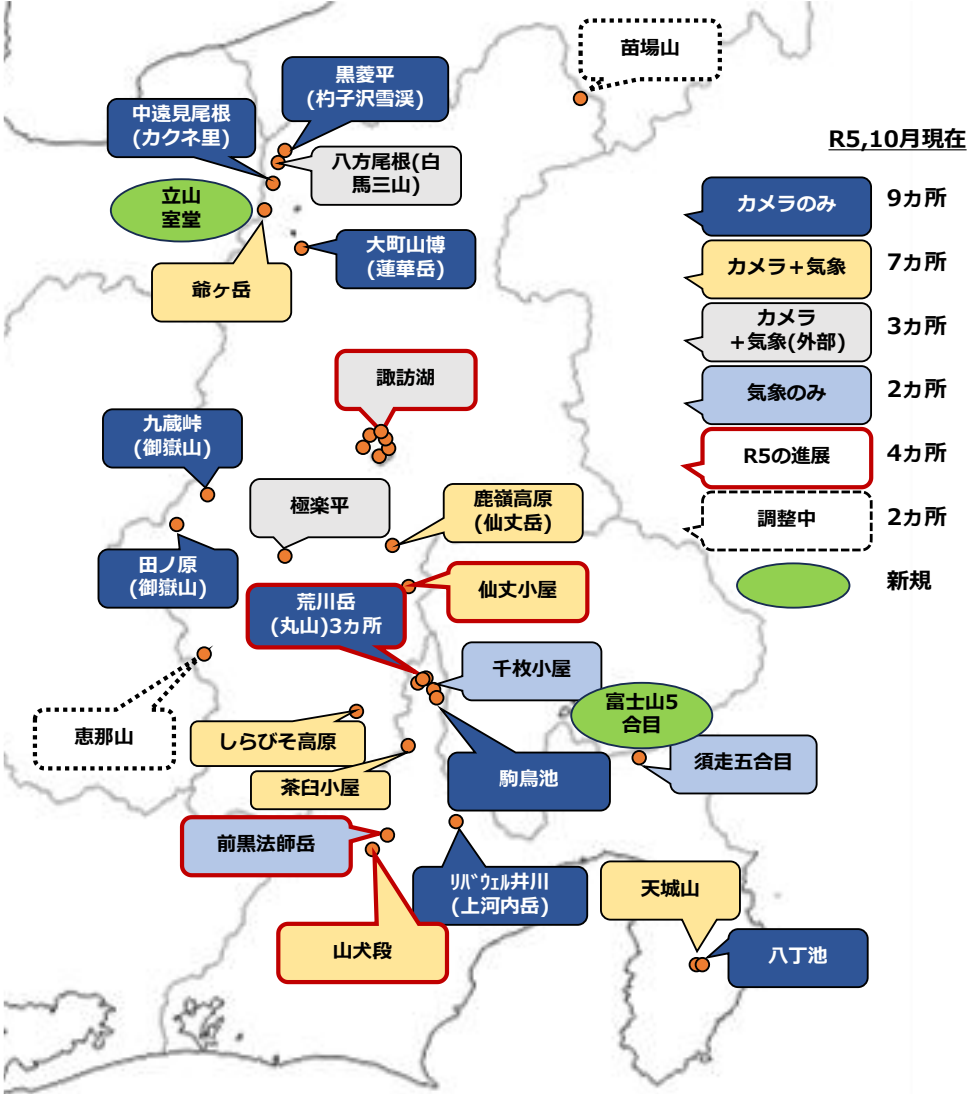 苗場山
黒菱平
(杓子沢雪渓)
中遠見尾根
(カクネ里)
八方尾根(白
馬三山)
立山
室堂
大町山博
(蓮華岳)
爺ヶ岳
R5,10月現在
カメラのみ
9カ所
カメラ＋気象
7カ所
カメラ
＋気象(外部)
3カ所
気象のみ
2カ所
R5の進展
4カ所
調整中
2カ所
新規
諏訪湖
九蔵峠
(御嶽山)
極楽平
鹿嶺高原
(仙丈岳)
田ノ原
(御嶽山)
仙丈小屋
荒川岳
(丸山)3カ所
千枚小屋
富士山5
合目
恵那山
しらびそ高原
須走五合目
茶臼小屋
駒鳥池
前黒法師岳
ﾘﾊﾞｳｪﾙ井川
(上河内岳)
天城山
山犬段
八丁池